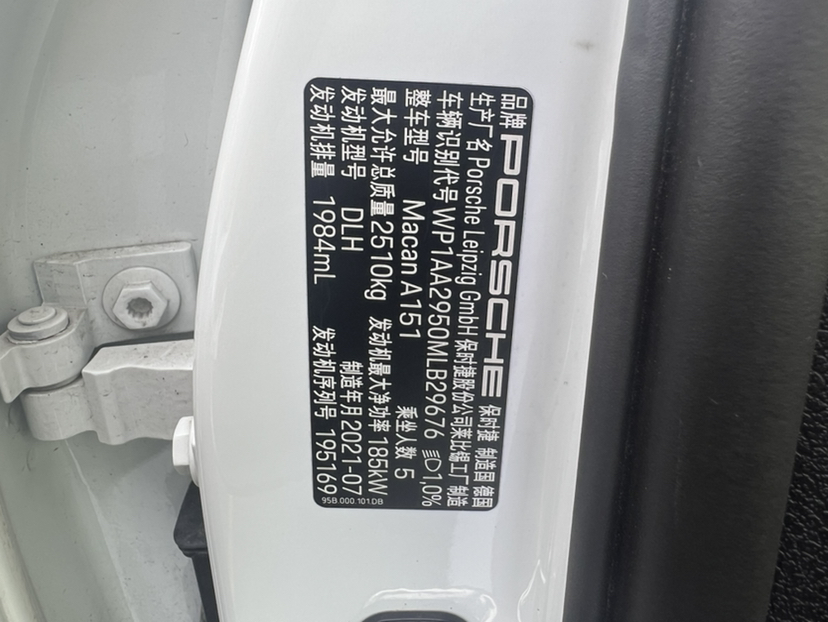 品牌 PORSCHE 保时捷 制造国 德国
生产厂名 Porsche Leipzig GmbH 保时捷股份公司莱比锡工厂制造
车辆识别代号 WP1AA2950MLB29676 1,0%
整车型号 Macan A151 乘坐人数 5
最大允许总质量 2510kg 发动机最大净功率 185kW
发动机型号 DLH 制造年月 2021-07
发动机排量 1984mL 发动机序列号 195169
95B.000.101.DB